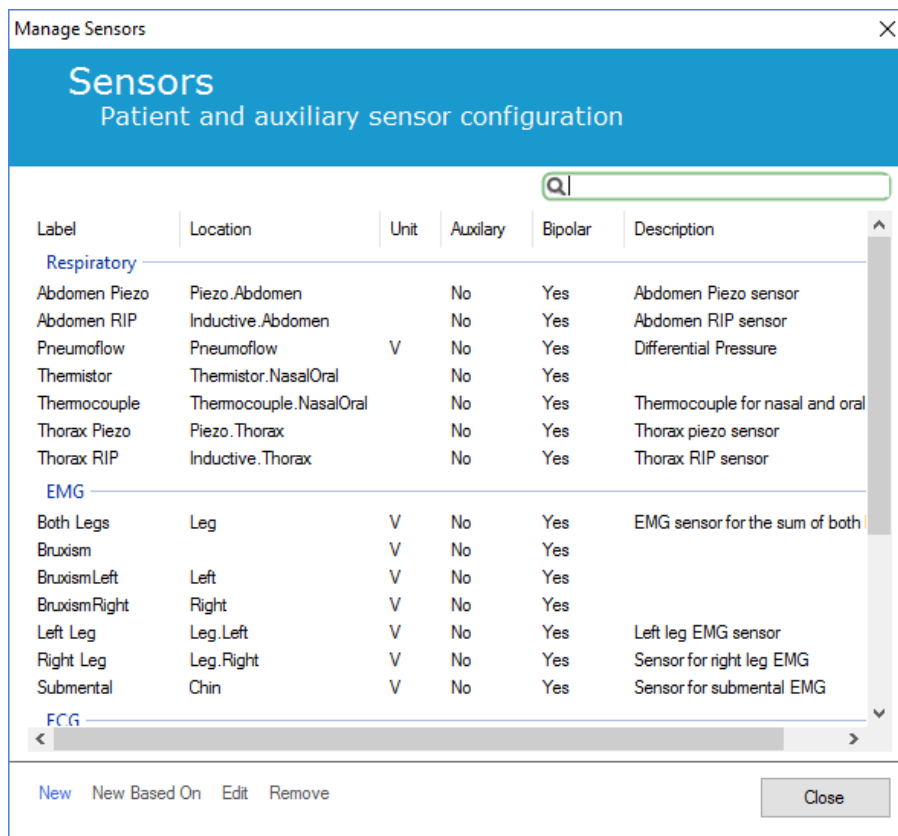 Manage Sensors
Sensors
Patient and auxiliary sensor configuration
Label Location Unit Auxilary Bipolar Description
Respiratory
Abdomen Piezo Piezo.Abdomen No Yes Abdomen Piezo sensor
Abdomen RIP Inductive.Abdomen No Yes Abdomen RIP sensor
Pneumoflow Pneumoflow V No Yes Differential Pressure
Thermistor Thermistor.NasalOral No Yes
Thermocouple Thermocouple.NasalOral No Yes Thermocouple for nasal and oral
Thorax Piezo Piezo.Thorax No Yes Thorax piezo sensor
Thorax RIP Inductive.Thorax No Yes Thorax RIP sensor
EMG
Both Legs Leg V No Yes EMG sensor for the sum of both
Bruxism V No Yes
BruxismLeft Left V No Yes
BruxismRight Right V No Yes
Left Leg Leg.Left V No Yes Left leg EMG sensor
Right Leg Leg.Right V No Yes Sensor for right leg EMG
Submental Chin V No Yes Sensor for submental EMG
ECG
New New Based On Edit Remove Close